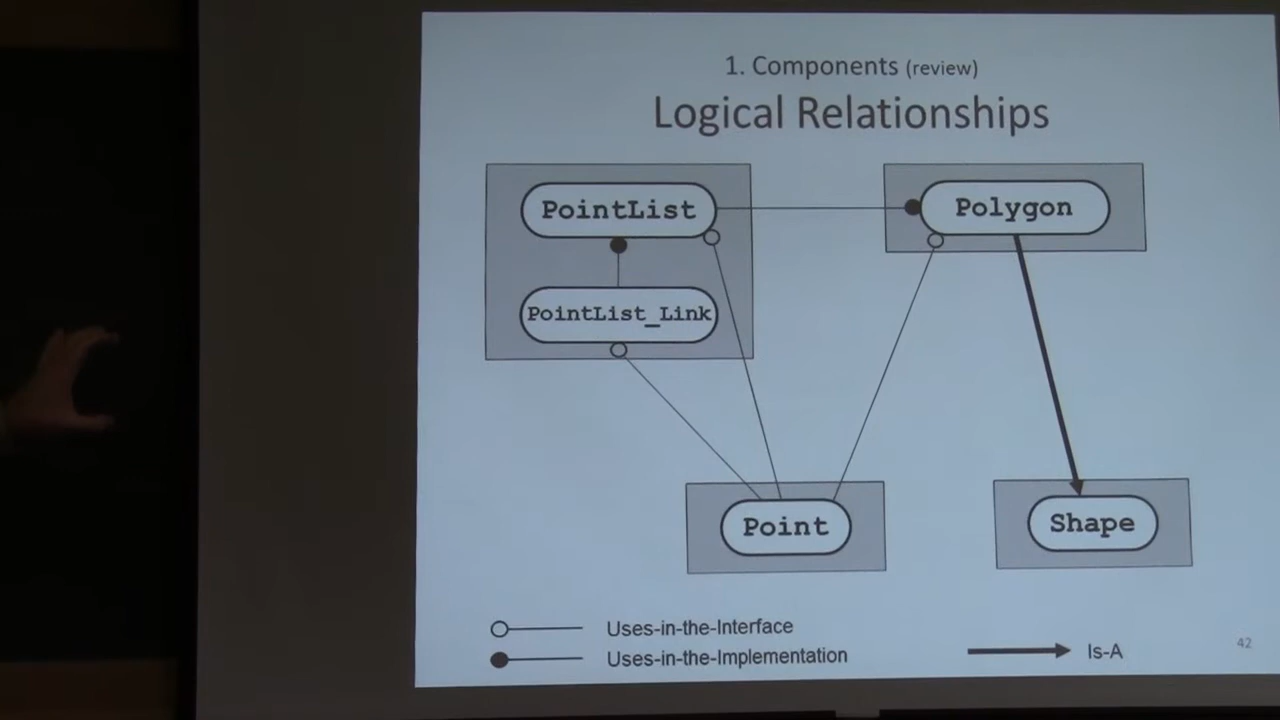 1. Components (review)
Logical Relationships
PointList
Polygon
PointList_Link
Point
Shape
Uses-in-the-Interface
Uses-in-the-Implementation
Is-A
42